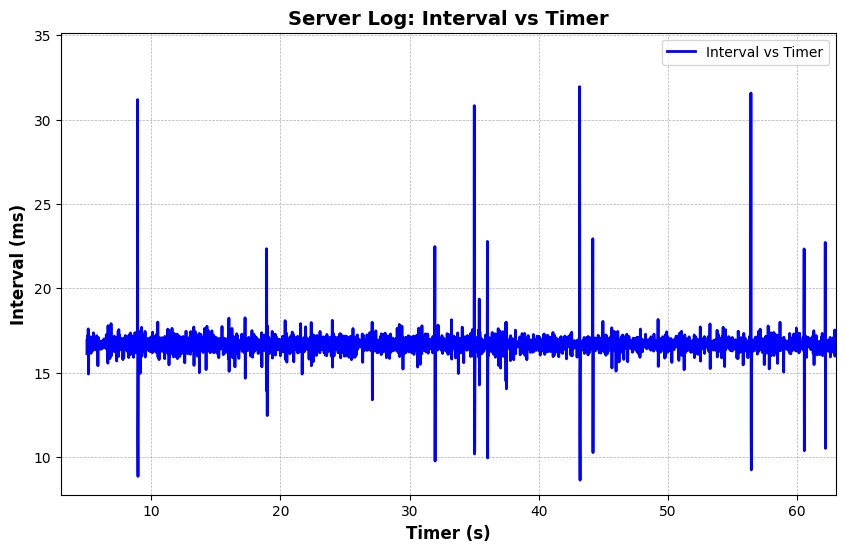 Server Log: Interval vs Timer
Interval vs Timer
35
30
25
20
15
10
Interval (ms)
10 20 30 40 50 60
Timer (s)